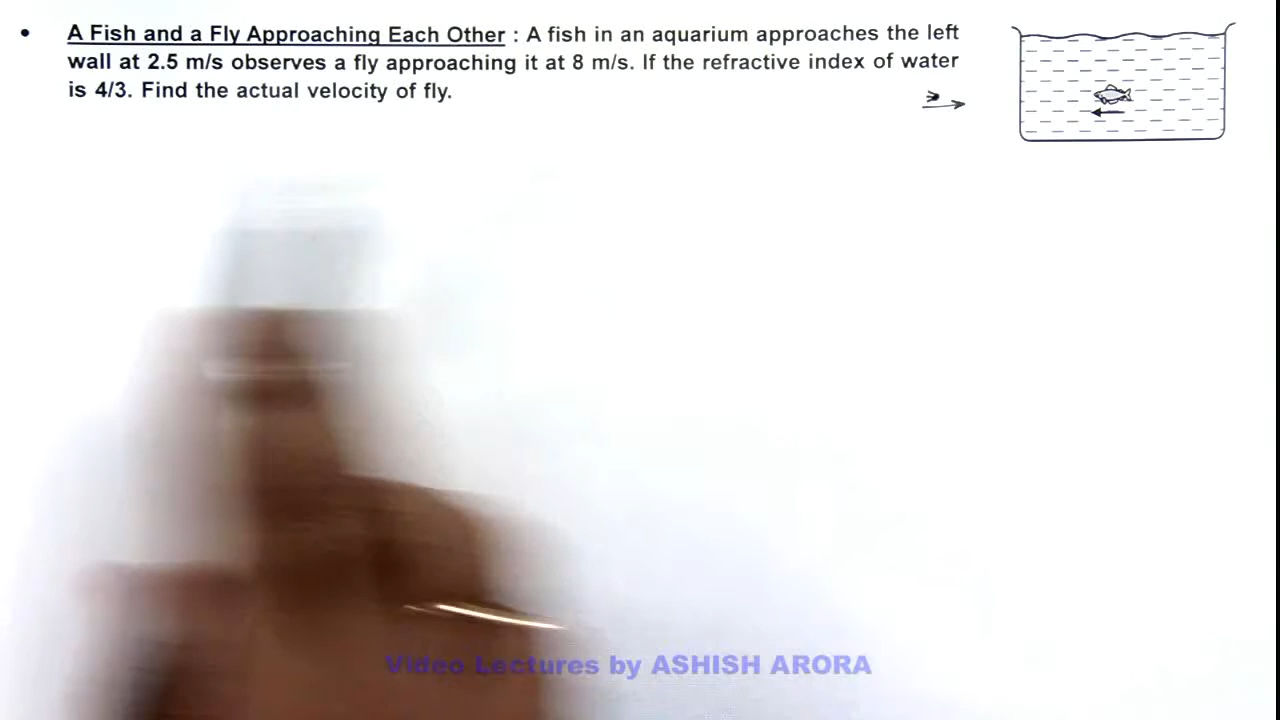 • A Fish and a Fly Approaching Each Other : A fish in an aquarium approaches the left
wall at 2.5 m/s observes a fly approaching it at 8 m/s. If the refractive index of water
is 4/3. Find the actual velocity of fly.
Video Lectures by ASHISH ARORA